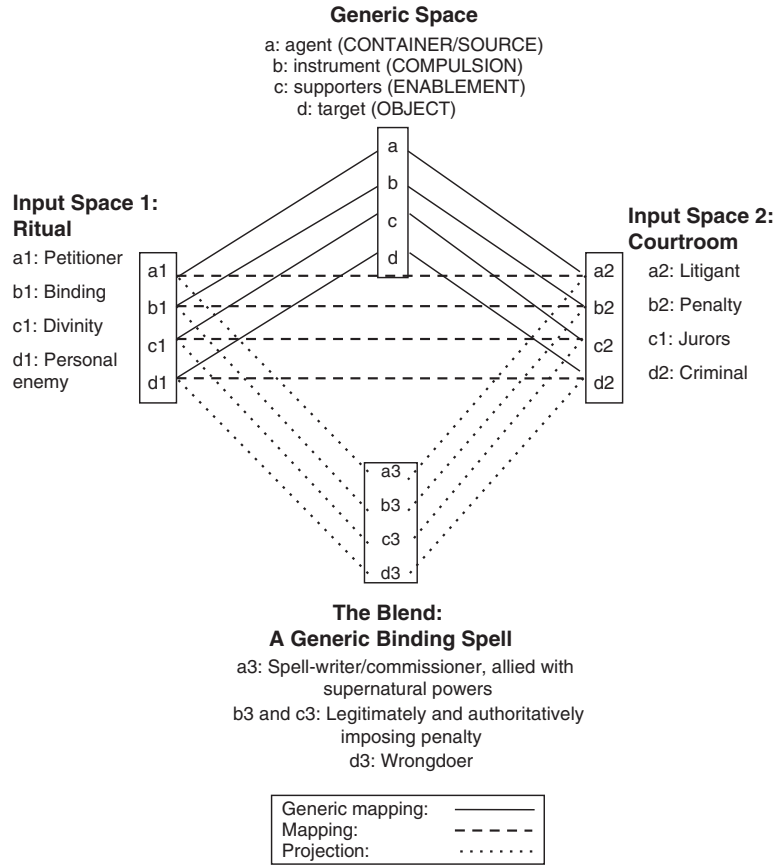 Generic Space
a: agent (CONTAINER/SOURCE)
b: instrument (COMPULSION)
c: supporters (ENABLEMENT)
d: target (OBJECT)
a
b
c
d
Input Space 1:
Ritual
a1: Petitioner
b1: Binding
c1: Divinity
d1: Personal
enemy
a1
b1
c1
d1
a2
b2
c2
d2
Input Space 2:
Courtroom
a2: Litigant
b2: Penalty
c1: Jurors
d2: Criminal
a3
b3
c3
d3
The Blend:
A Generic Binding Spell
a3: Spell-writer/commissioner, allied with
supernatural powers
b3 and c3: Legitimately and authoritatively
imposing penalty
d3: Wrongdoer
Generic mapping:
Mapping:
Projection: